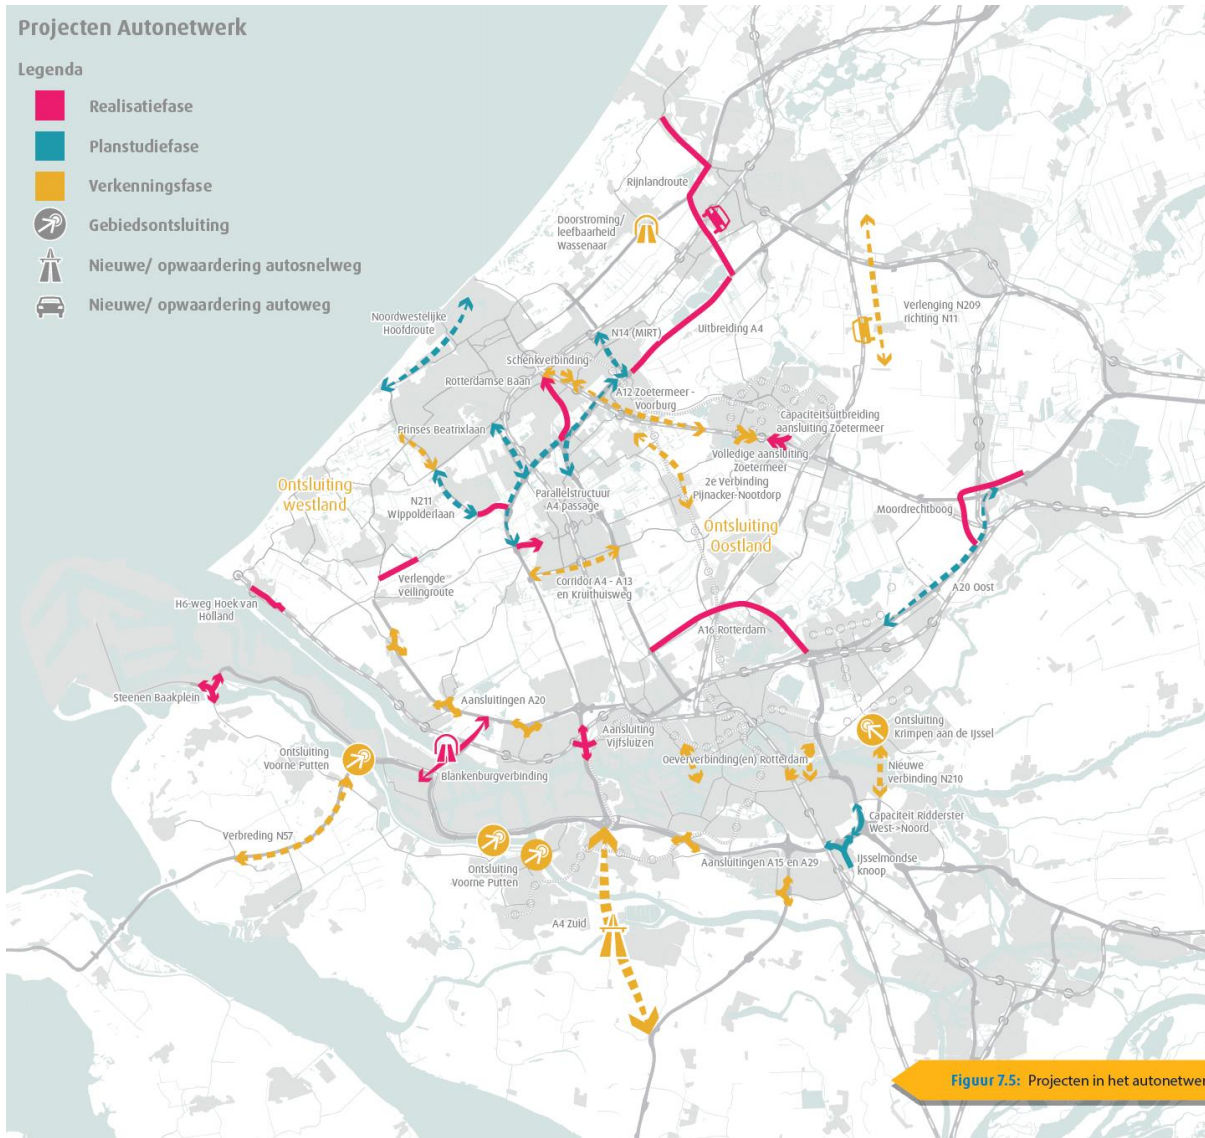 Projecten Autonetwerk
Legenda
Realisatiefase
Planstudiefase
Verkenningsfase
Gebiedsontsluiting
Nieuwe/ opwaardering autosnelweg
Nieuwe/ opwaardering autoweg
Rijnlandroute
Doorstroming/
leefbaarheid
Wassenaar
Noordwestelijke
Hoofdroute
N14 (MIRT)
Uitbreiding A4
Verlenging N209
richting N11
Schenkverbinding
Rotterdamse Baan
A12 Zoetermeer -
Voorburg
Capaciteitsuitbreiding
aansluiting Zoetermeer
Prinses Beatrixlaan
Volledige aansluiting
Zoetermeer
2e Verbinding
Pijnacker-Nootdorp
Ontsluiting
westland
N211
Wippolderlaan
Parallelstructuur
A4 passage
Ontsluiting
Oostland
Moordrechtboog
Verlengde
veilingroute
Corridor A4 - A13
en Kruithuisweg
A20 Oost
H6-weg Hoek van
Holland
A16 Rotterdam
Steenen Baakplein
Aansluitingen A20
Aansluiting
Vijfsluizen
Ontsluiting
Krimpen aan de IJssel
Ontsluiting
Voorne Putten
Blankenburgverbinding
Oeververbinding(en) Rotterdam
Nieuwe
verbinding N210
Verbreding N57
Capaciteit Ridderster
West->Noord
Ontsluiting
Voorne Putten
Aansluitingen A15 en A29
IJsselmondse
knoop
A4 Zuid
Figuur 7.5: Projecten in het autonetwer